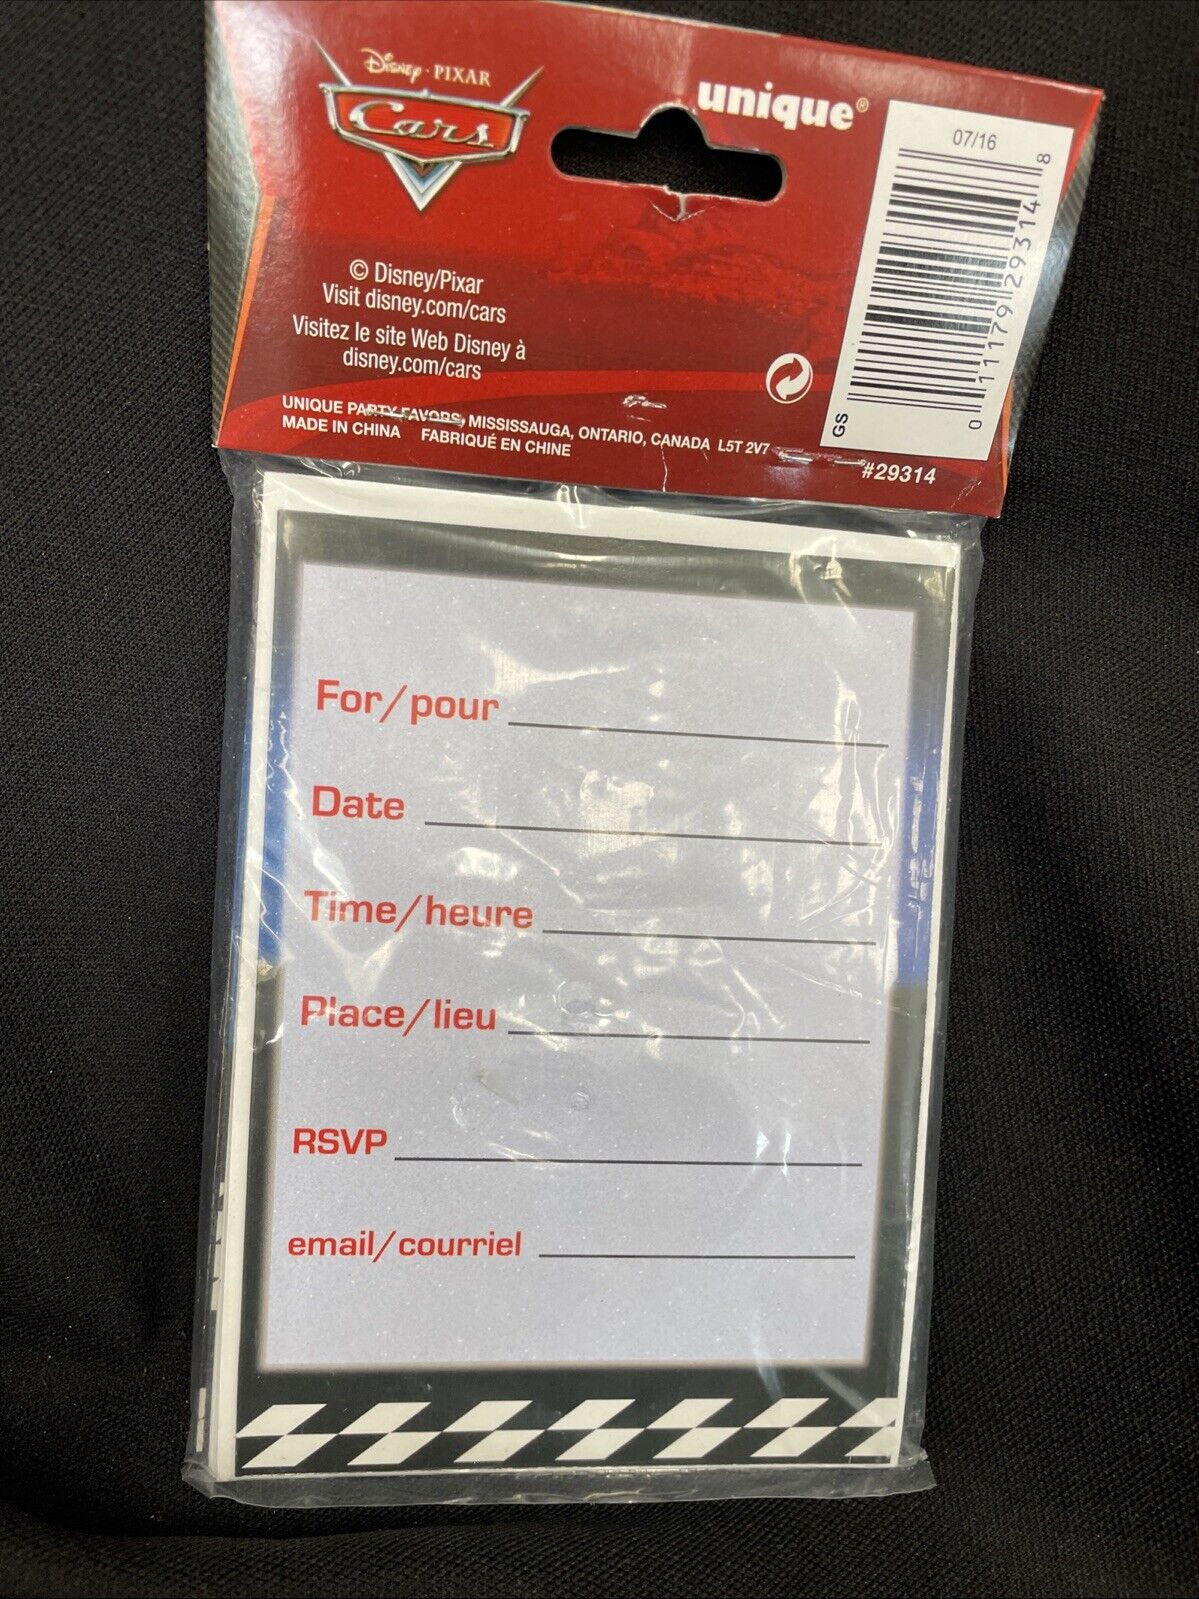 Disney · PIXAR
Cars
unique®
© Disney/Pixar
Visit disney.com/cars
Visitez le site Web Disney à
disney.com/cars
UNIQUE PARTY FAVORS, MISSISSAUGA, ONTARIO, CANADA L5T 2V7
MADE IN CHINA FABRIQUÉ EN CHINE
07/16
0 11179 29314 8
GS
#29314
For/pour
Date
Time/heure
Place/lieu
RSVP
email/courriel